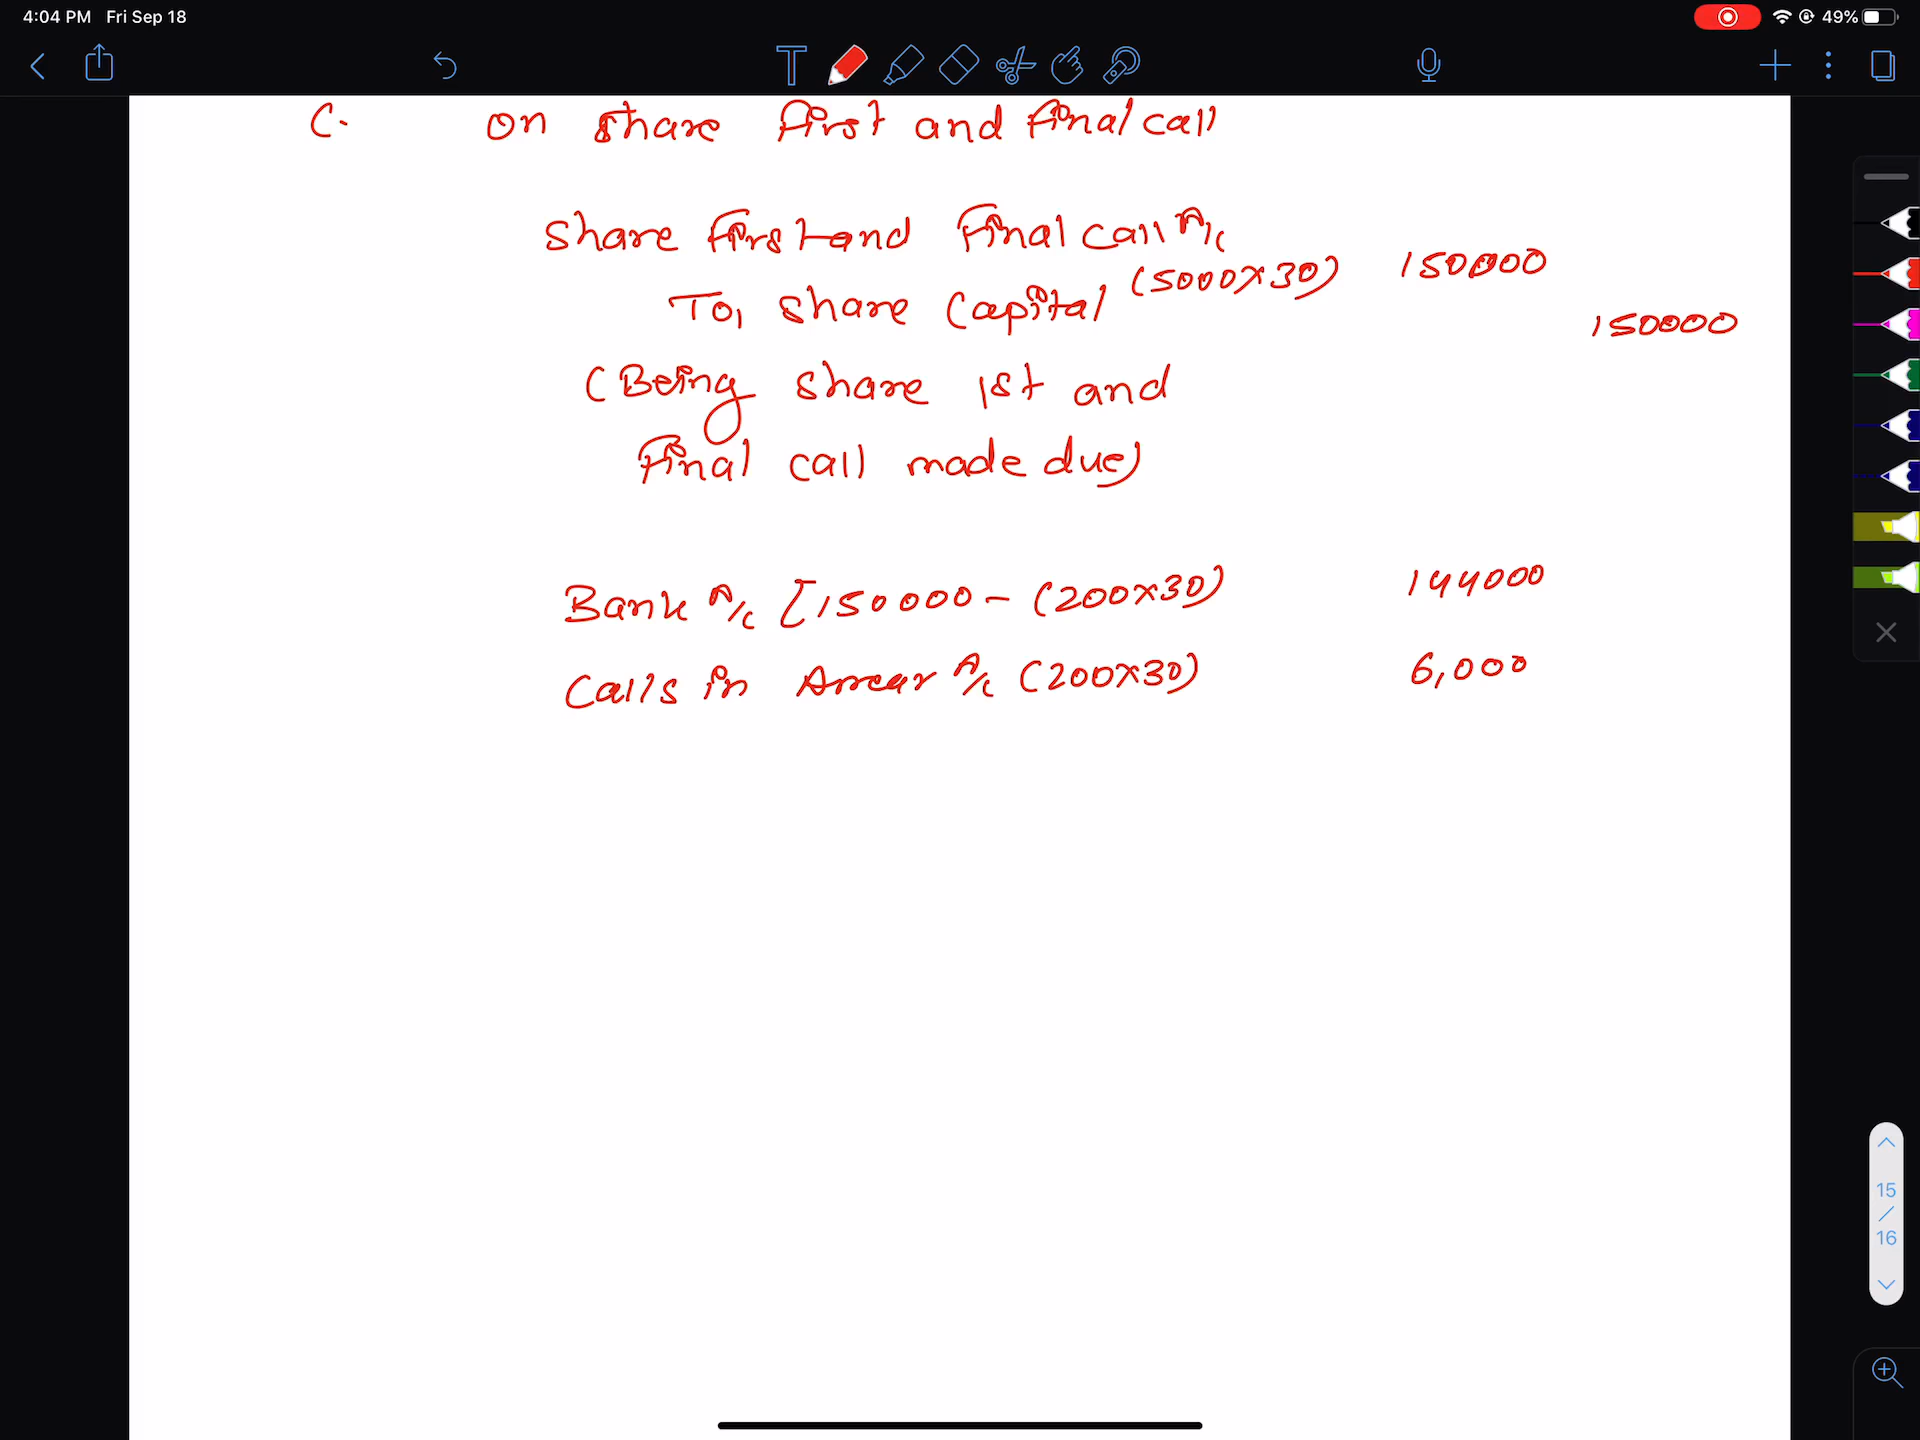 4:04 PM Fri Sep 18
49%
C. on share first and final call
share first and Final call A/c
(5000X30) 150000
To, share capital
150000
(Being share 1st and
Final call made due)
Bank A/c [150000 - (200x30) 144000
Calls in Arrear A/c (200X30) 6,000
15
/
16